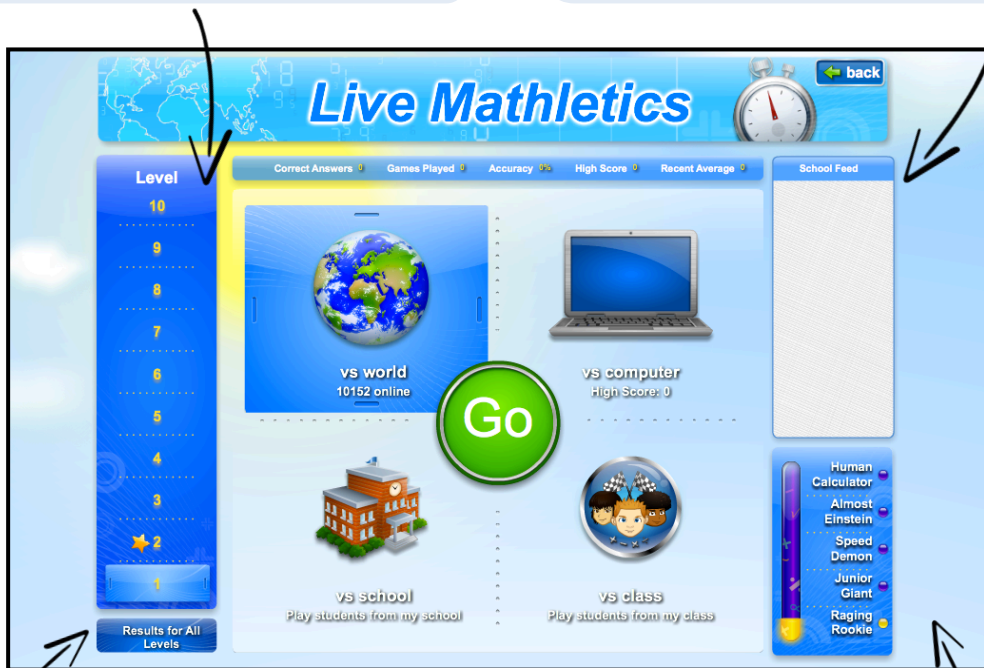 Live Mathletics
back
Level
10
9
8
7
6
5
4
3
2
1
Results for All
Levels
Correct Answers 0 Games Played 0 Accuracy 0% High Score 0 Recent Average 0
vs world
10152 online
vs computer
High Score: 0
Go
vs school
Play students from my school
vs class
Play students from my class
School Feed
Human
Calculator
Almost
Einstein
Speed
Demon
Junior
Giant
Raging
Rookie